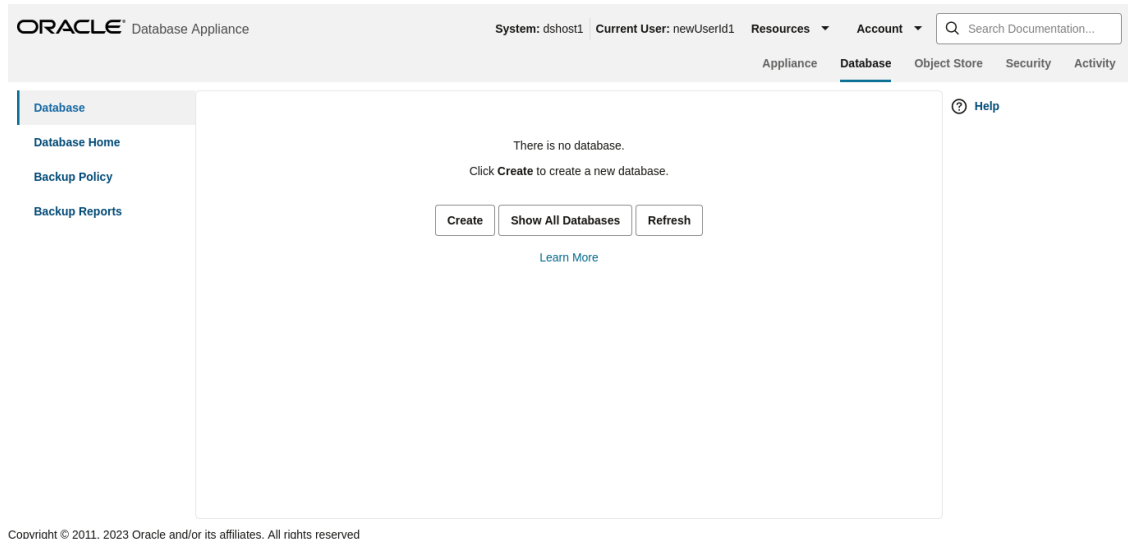 ORACLE® Database Appliance System: dshost1 Current User: newUserId1 Resources Account Search Documentation...
Appliance Database Object Store Security Activity
Database
Database Home
Backup Policy
Backup Reports
There is no database.
Click Create to create a new database.
Create Show All Databases Refresh
Learn More
Help
Copyright © 2011, 2023 Oracle and/or its affiliates. All rights reserved